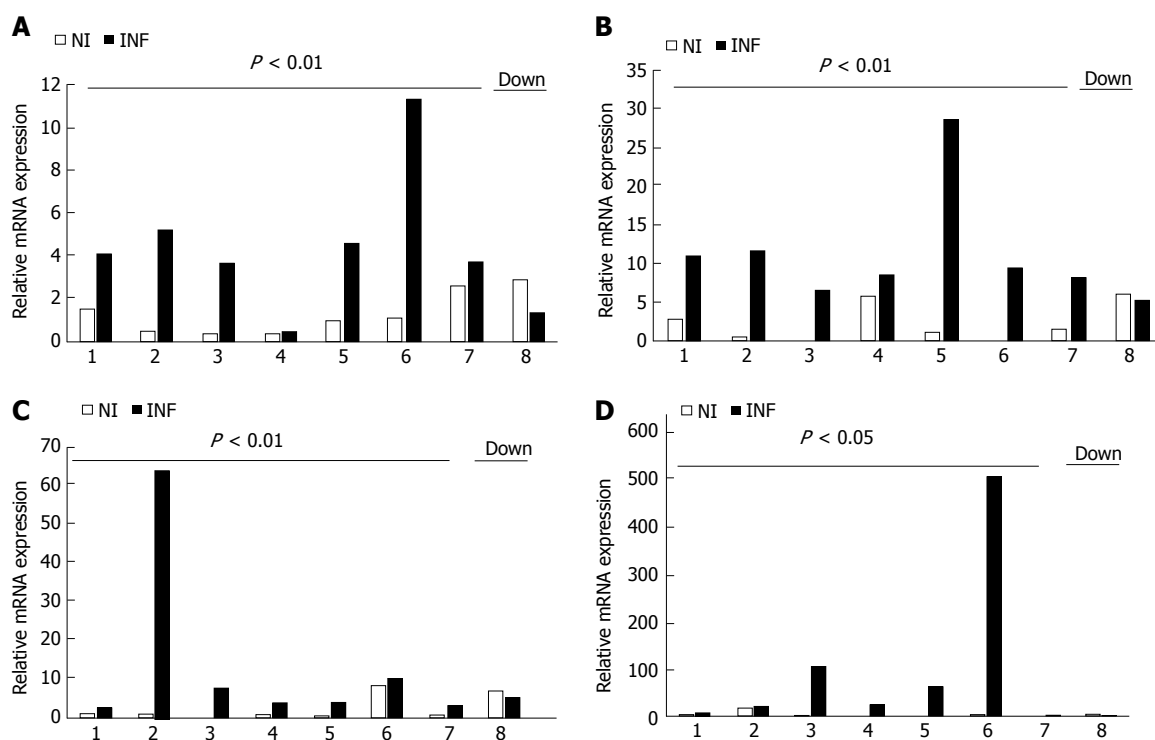 A
NI INF
P < 0.01
Down
Relative mRNA expression
12
10
8
6
4
2
0
1 2 3 4 5 6 7 8
B
NI INF
P < 0.01
Down
Relative mRNA expression
35
30
25
20
15
10
5
0
1 2 3 4 5 6 7 8
C
NI INF
P < 0.01
Down
Relative mRNA expression
70
60
50
40
30
20
10
0
1 2 3 4 5 6 7 8
D
NI INF
P < 0.05
Down
Relative mRNA expression
600
500
400
300
200
100
0
1 2 3 4 5 6 7 8